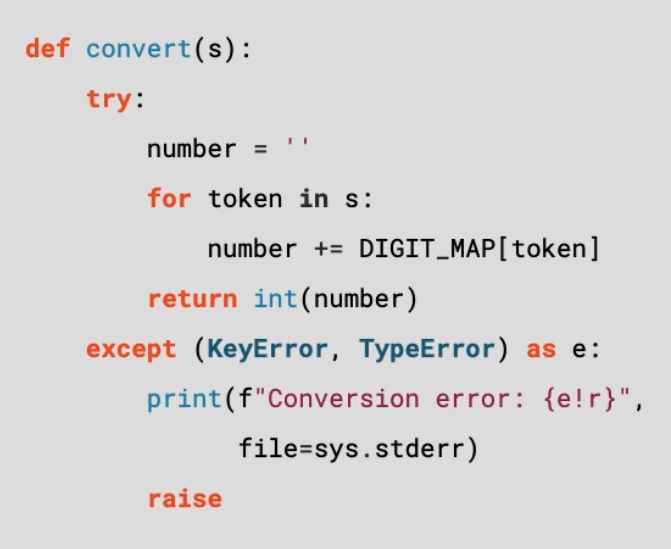 def convert(s):
    try:
        number = ''
        for token in s:
            number += DIGIT_MAP[token]
        return int(number)
    except (KeyError, TypeError) as e:
        print(f"Conversion error: {e!r}",
              file=sys.stderr)
        raise